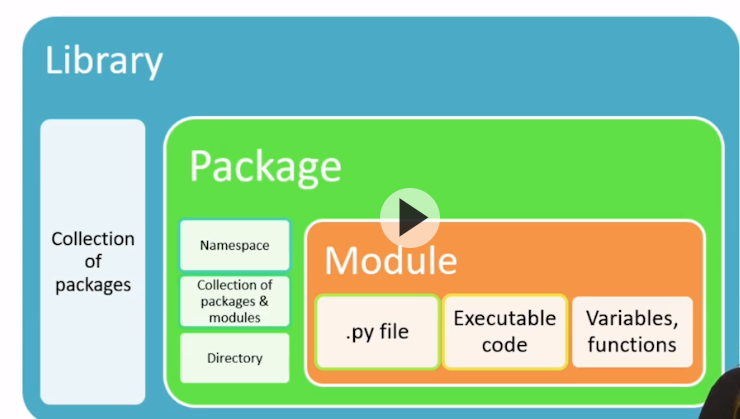 Library
Collection
of
packages
Package
Namespace
Collection of
packages &
modules
Directory
Module
.py file
Executable
code
Variables,
functions